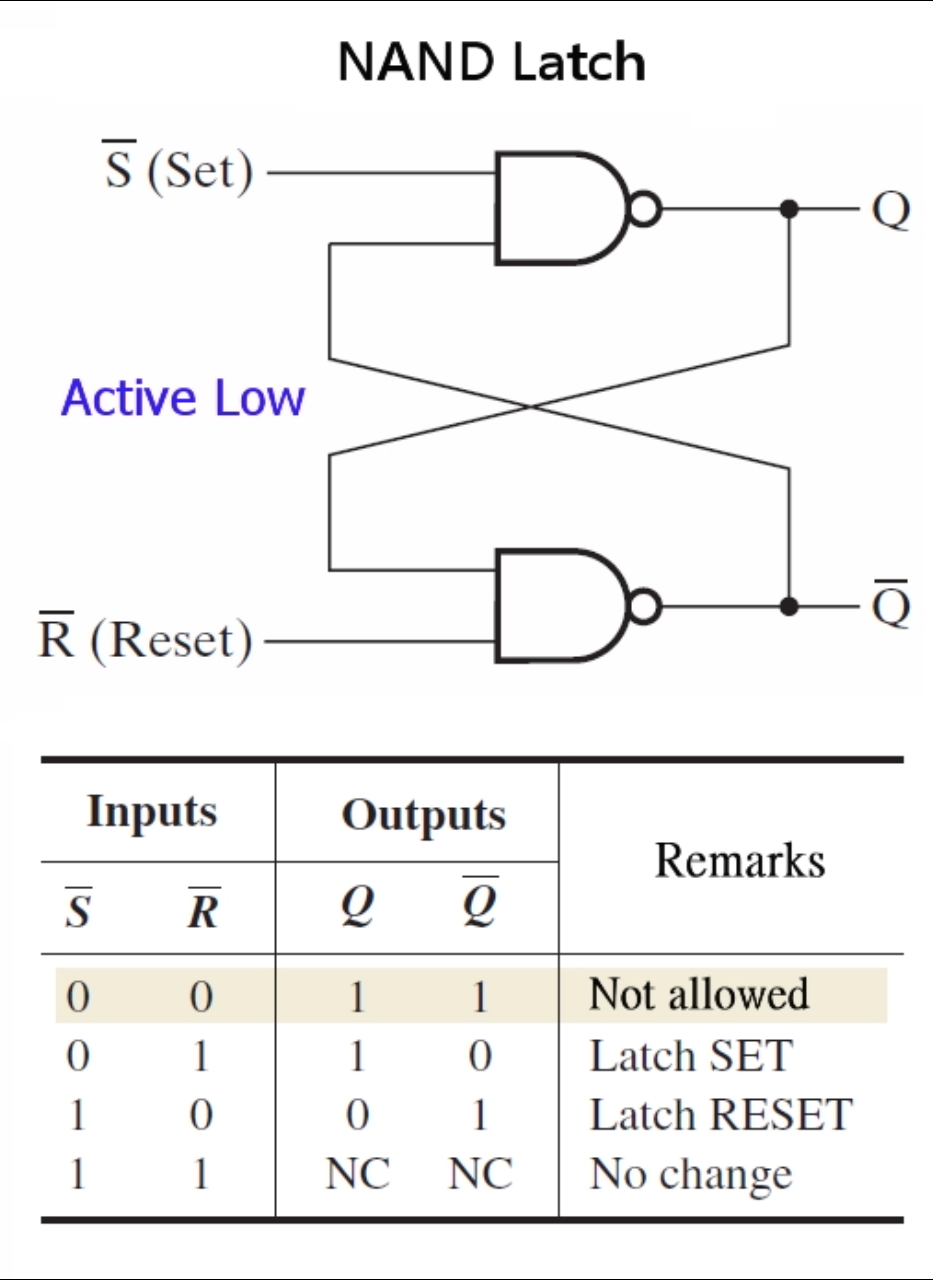 NAND Latch
S̅ (Set)
Q
Active Low
R̅ (Reset)
Q̅
Inputs Outputs Remarks
S̅ R̅ Q Q̅
0 0 1 1 Not allowed
0 1 1 0 Latch SET
1 0 0 1 Latch RESET
1 1 NC NC No change